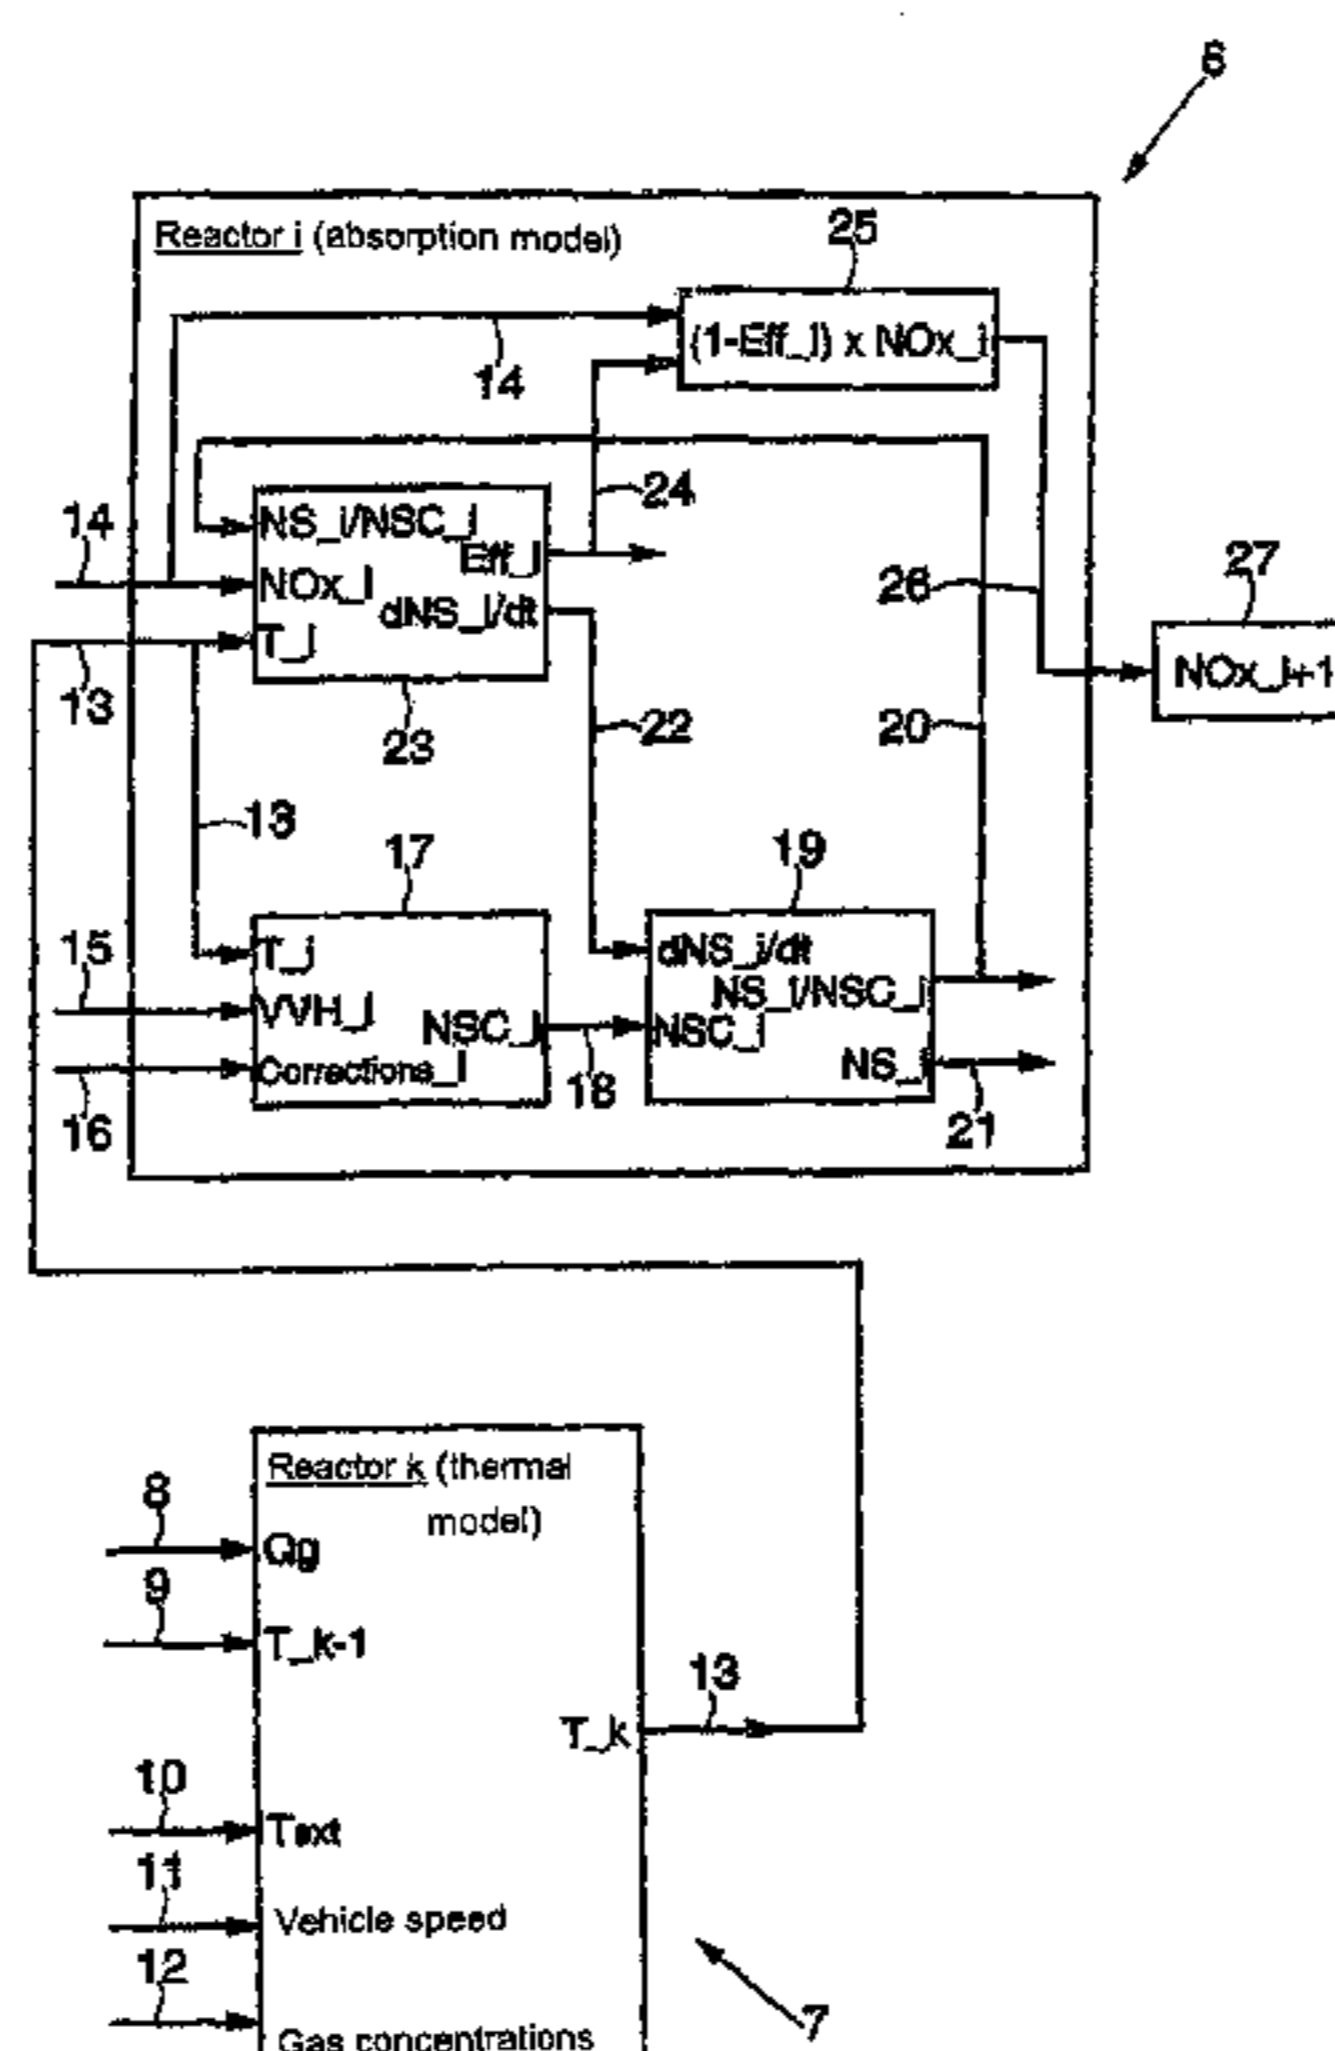 6
Reactor i (absorption model)
25
(1-Eff_i) x NOx_i
14
24
14
NS_i/NSC_i
Eff_i
NOx_i
dNS_i/dt
T_i
13
23
22
26
27
NOx_i+1
20
13
17
19
15
T_i
VVH_i
NSC_i
Corrections_i
16
18
dNS_i/dt
NS_i/NSC_i
NSC_i
NS_i
21
Reactor k (thermal
model)
8
Qg
9
T_k-1
13
T_k
10
Text
11
Vehicle speed
12
Gas concentrations
7